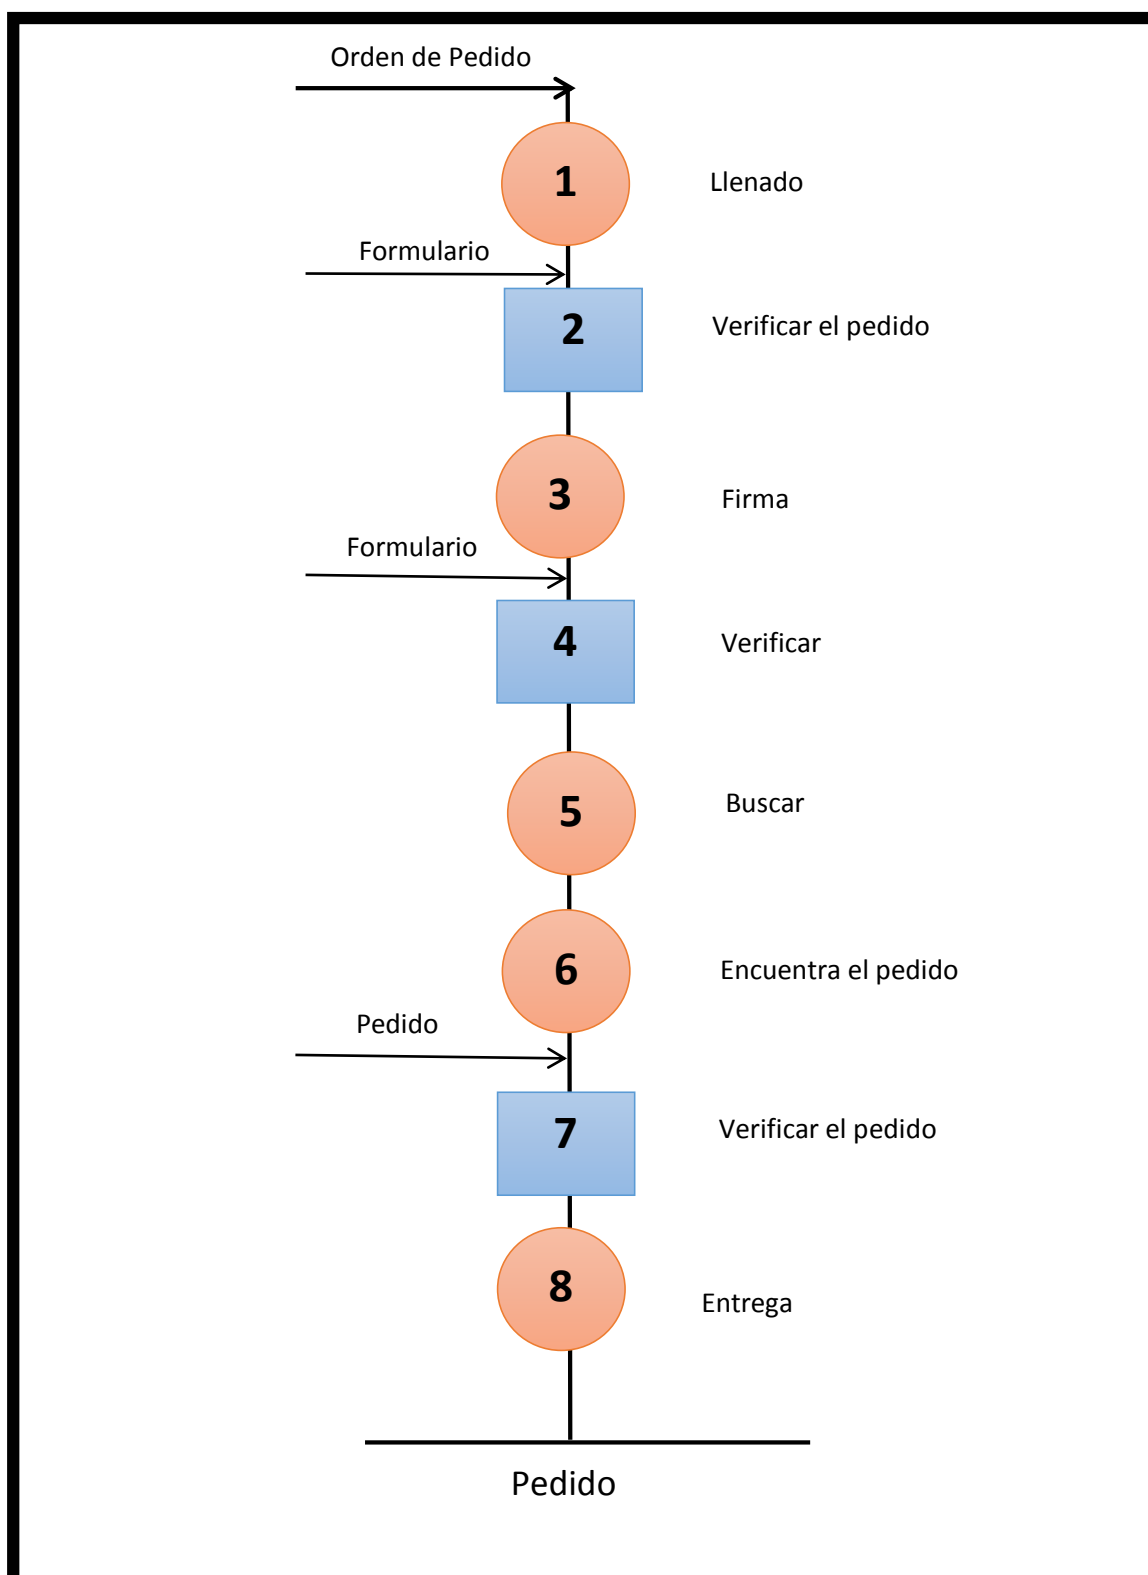 Orden de Pedido
1
Llenado
Formulario
2
Verificar el pedido
3
Firma
Formulario
4
Verificar
5
Buscar
6
Encuentra el pedido
Pedido
7
Verificar el pedido
8
Entrega
Pedido